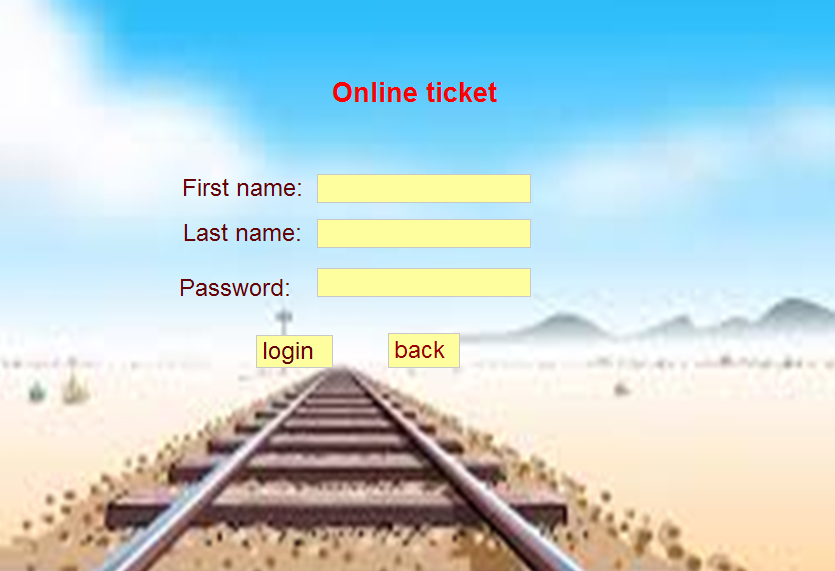 Online ticket
First name:
Last name:
Password:
login back